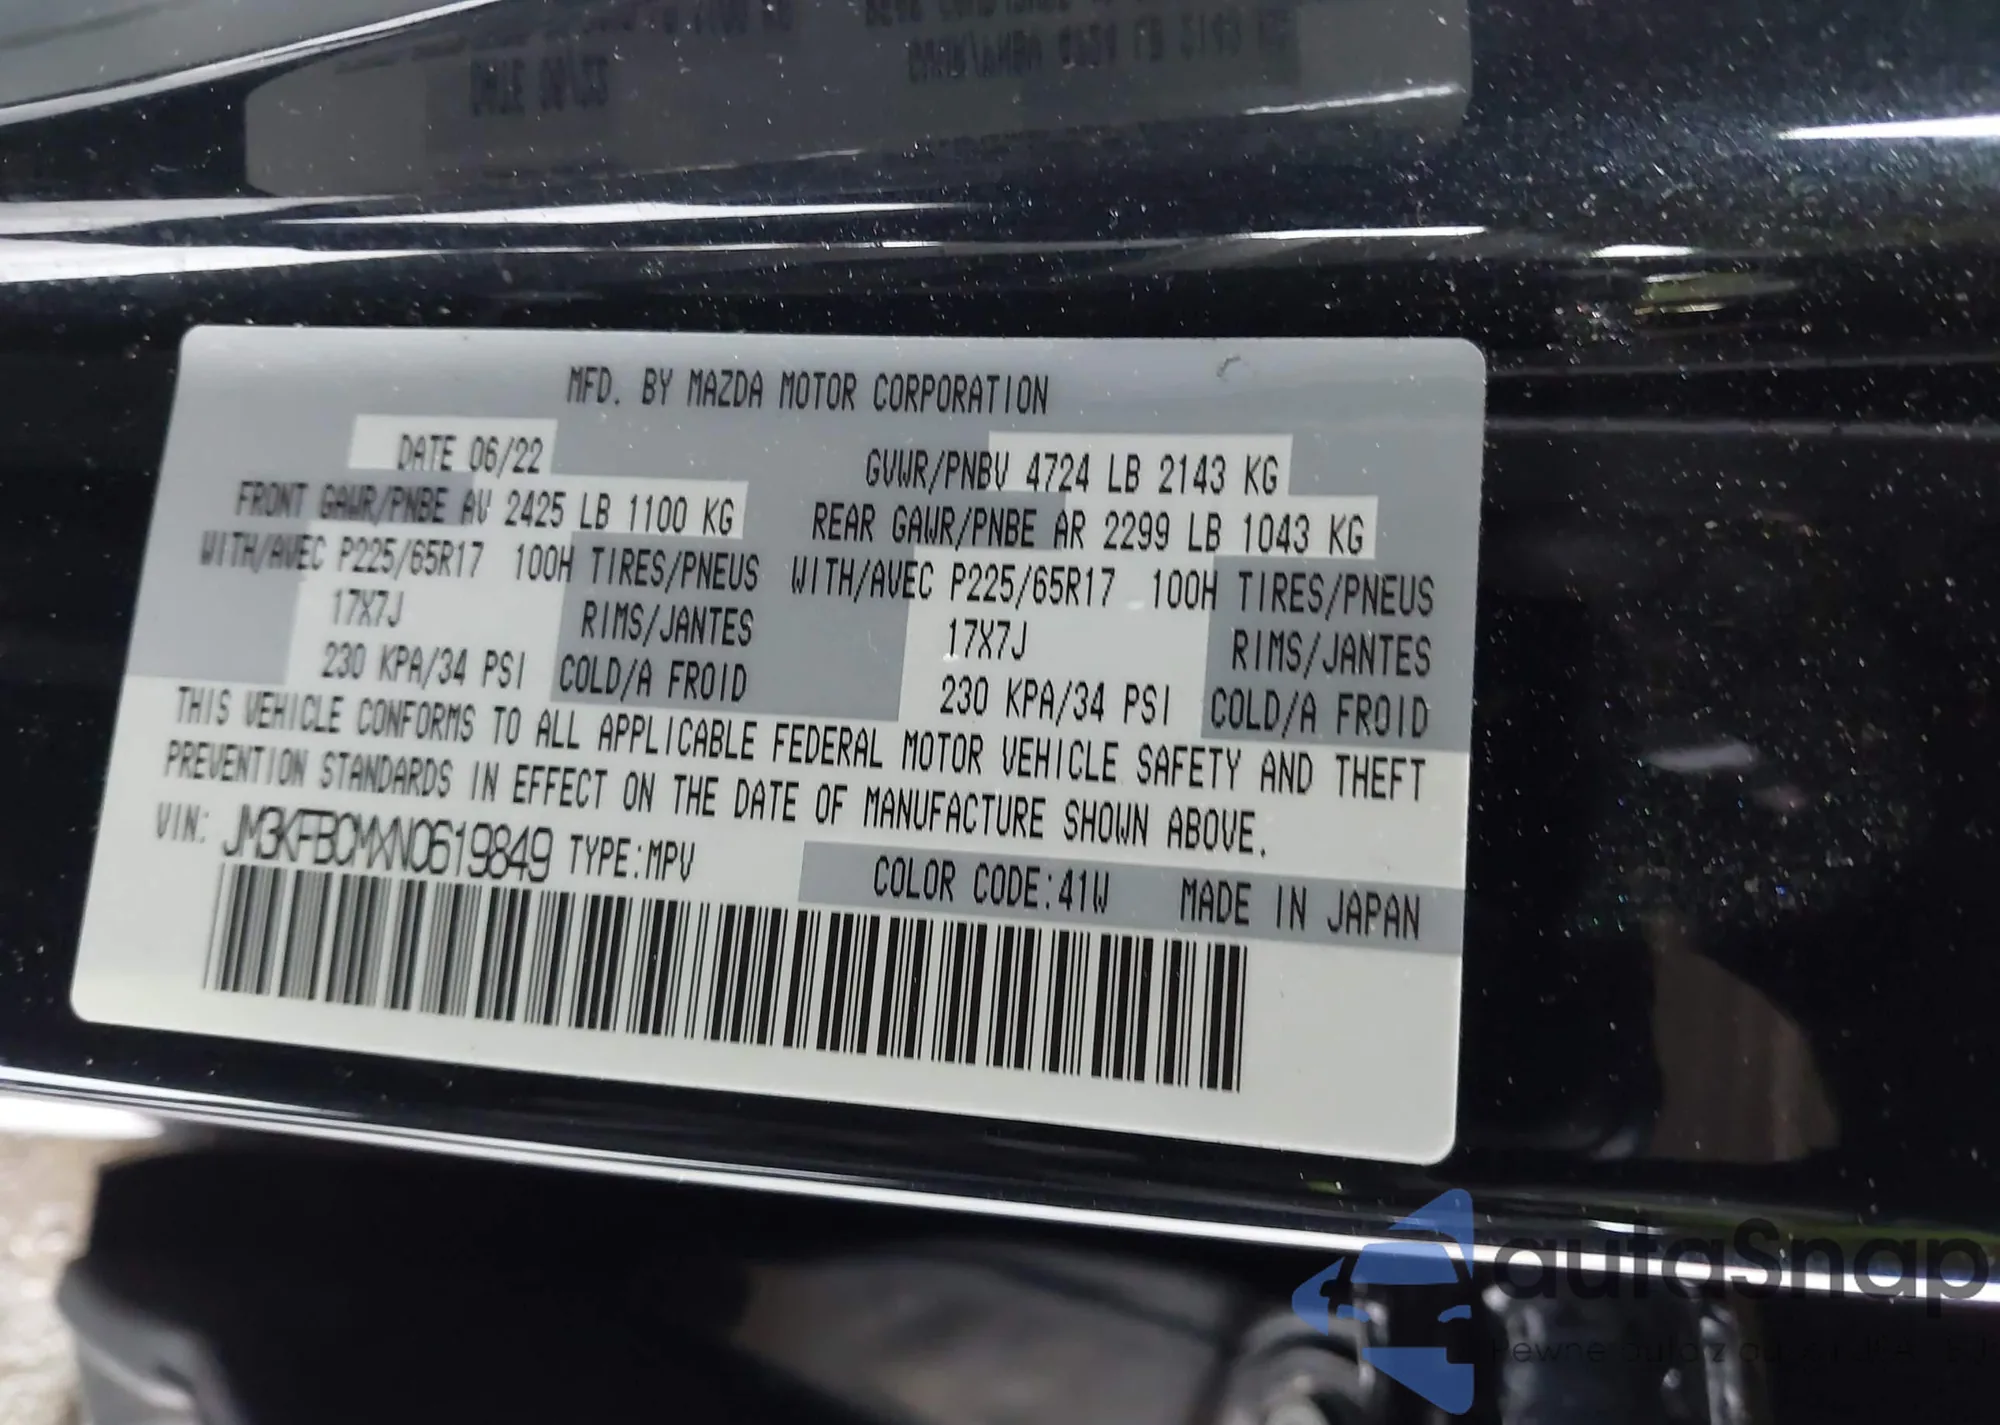 MFD. BY MAZDA MOTOR CORPORATION
DATE 06/22
GVWR/PNBV 4724 LB 2143 KG
FRONT GAWR/PNBE AV 2425 LB 1100 KG
REAR GAWR/PNBE AR 2299 LB 1043 KG
WITH/AVEC P225/65R17 100H TIRES/PNEUS
WITH/AVEC P225/65R17 100H TIRES/PNEUS
17X7J RIMS/JANTES
17X7J RIMS/JANTES
230 KPA/34 PSI COLD/A FROID
230 KPA/34 PSI COLD/A FROID
THIS VEHICLE CONFORMS TO ALL APPLICABLE FEDERAL MOTOR VEHICLE SAFETY AND THEFT
PREVENTION STANDARDS IN EFFECT ON THE DATE OF MANUFACTURE SHOWN ABOVE.
VIN: JM3KFBCMXN0619849 TYPE:MPV
COLOR CODE:41W MADE IN JAPAN
autaSnap
Pewne auto z